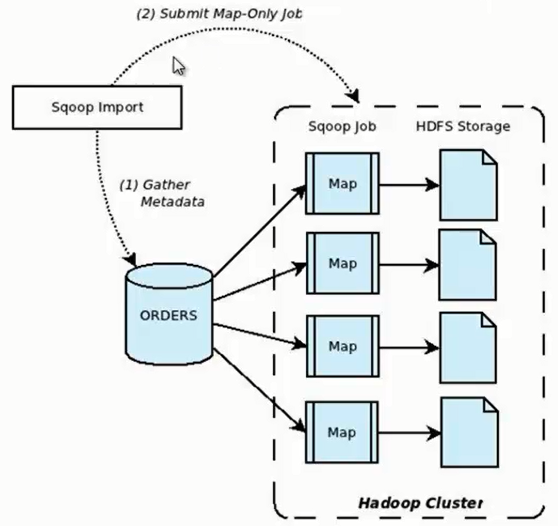 (2) Submit Map-Only Job
Sqoop Import
Sqoop Job
HDFS Storage
(1) Gather
Metadata
Map
Map
ORDERS
Map
Map
Hadoop Cluster